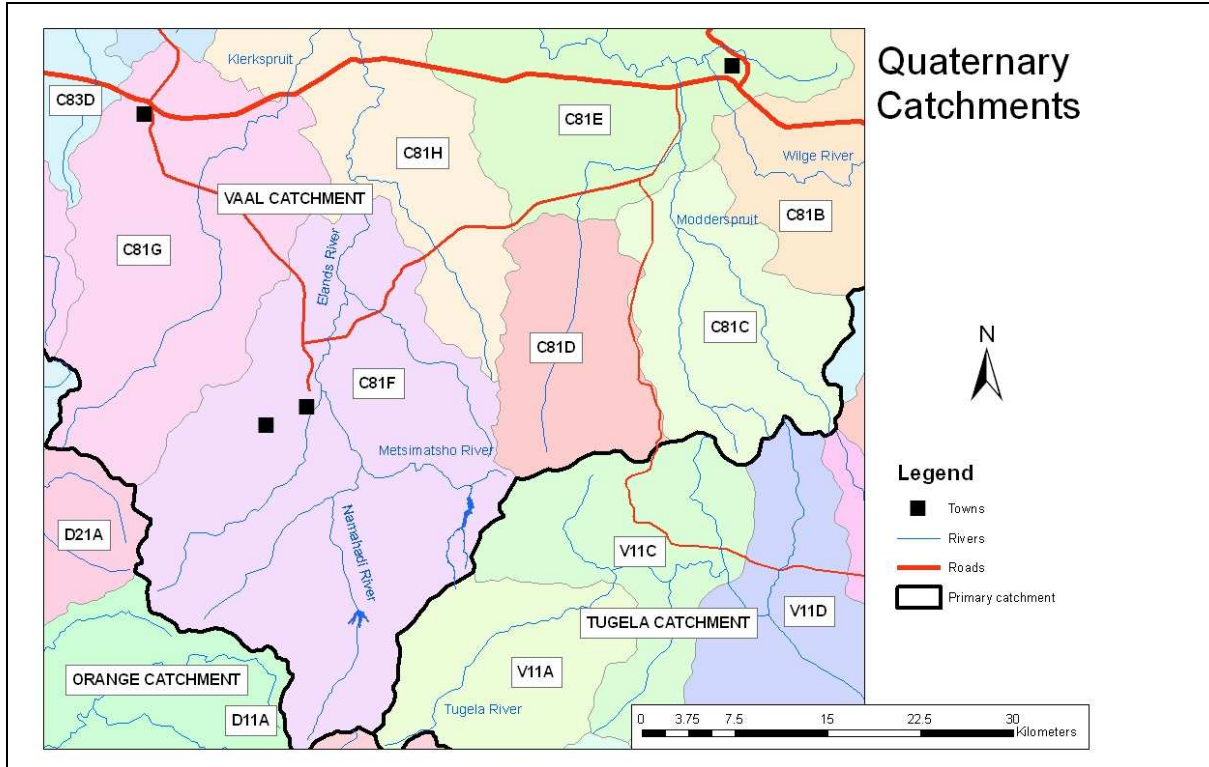 Quaternary
Catchments
Klerkspruit
C83D
C81E
C81H
Wilge River
VAAL CATCHMENT
C81B
Modderspruit
C81G
Elands River
C81C
C81D
C81F
Metsimatsho River
Namahadi River
D21A
V11C
V11D
TUGELA CATCHMENT
V11A
ORANGE CATCHMENT
D11A
Tugela River
N
Legend
Towns
Rivers
Roads
Primary catchment
0 3.75 7.5 15 22.5 30
Kilometers